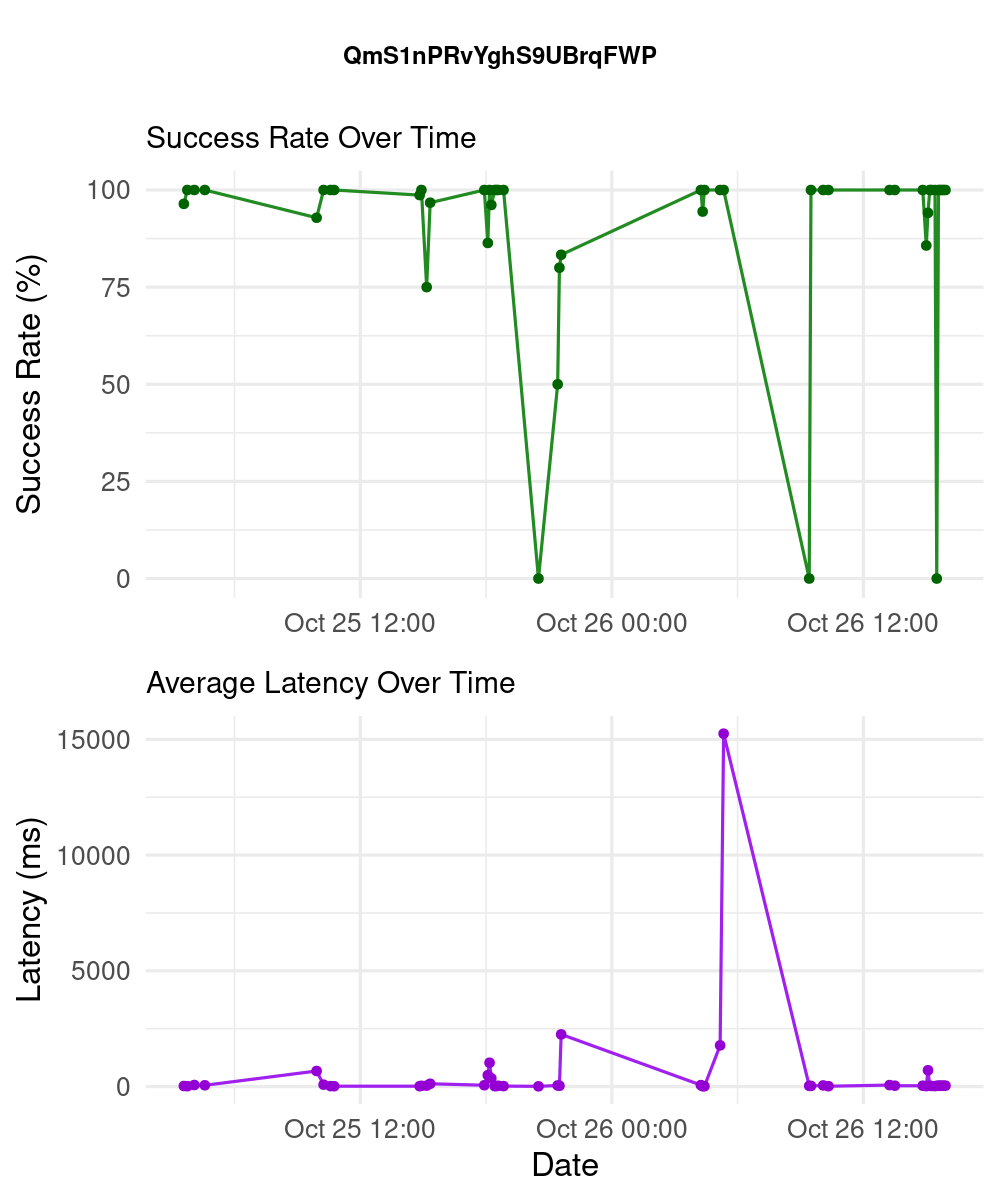 QmS1nPRvYghS9UBrqFWP
Success Rate Over Time
Success Rate (%)
100
75
50
25
0
Oct 25 12:00 Oct 26 00:00 Oct 26 12:00
Average Latency Over Time
Latency (ms)
15000
10000
5000
0
Oct 25 12:00 Oct 26 00:00 Oct 26 12:00
Date